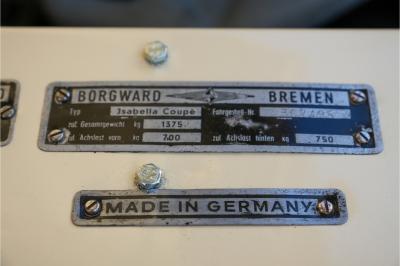 BORGWARD BREMEN
Typ Isabella Coupé Fahrgestell-Nr.
zul Gesamtgewicht kg 1375
zul Achslast vorn kg 700 zul Achslast hinten kg 750
MADE IN GERMANY